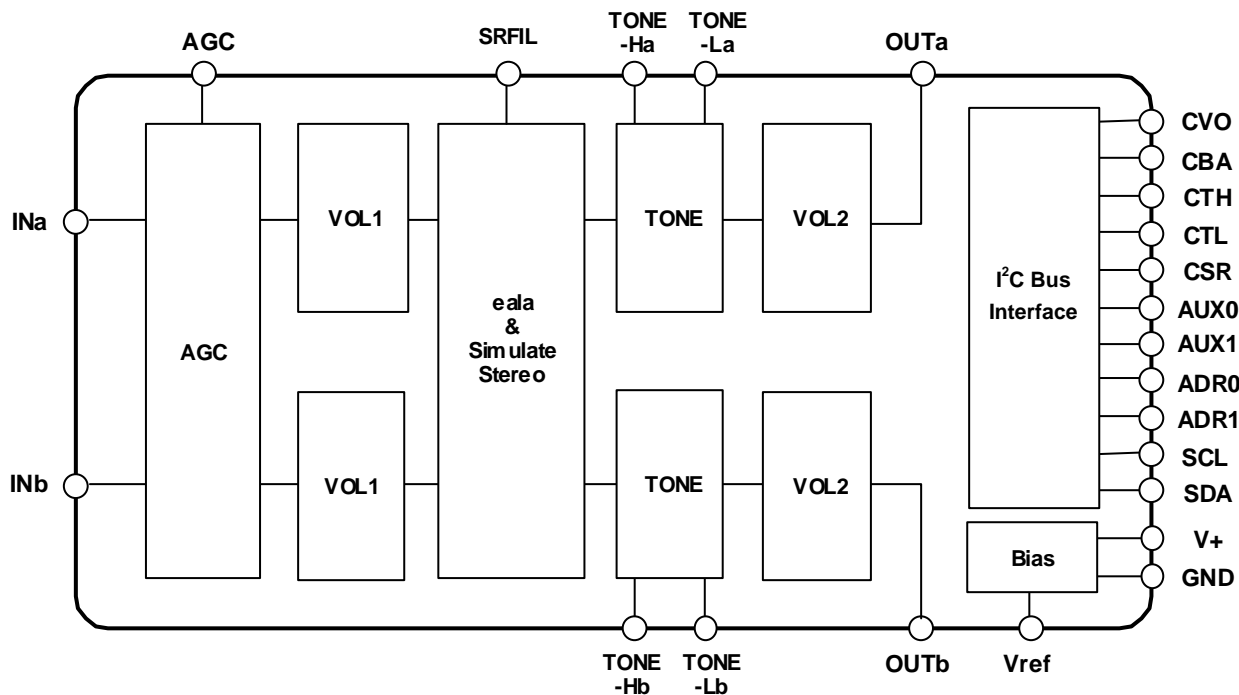 AGC
SRFIL
TONE
-Ha
TONE
-La
OUTa
INa
INb
AGC
VOL1
VOL1
eala
&
Simulate
Stereo
TONE
TONE
VOL2
VOL2
I²C Bus
Interface
Bias
CVO
CBA
CTH
CTL
CSR
AUX0
AUX1
ADR0
ADR1
SCL
SDA
V+
GND
TONE
-Hb
TONE
-Lb
OUTb
Vref